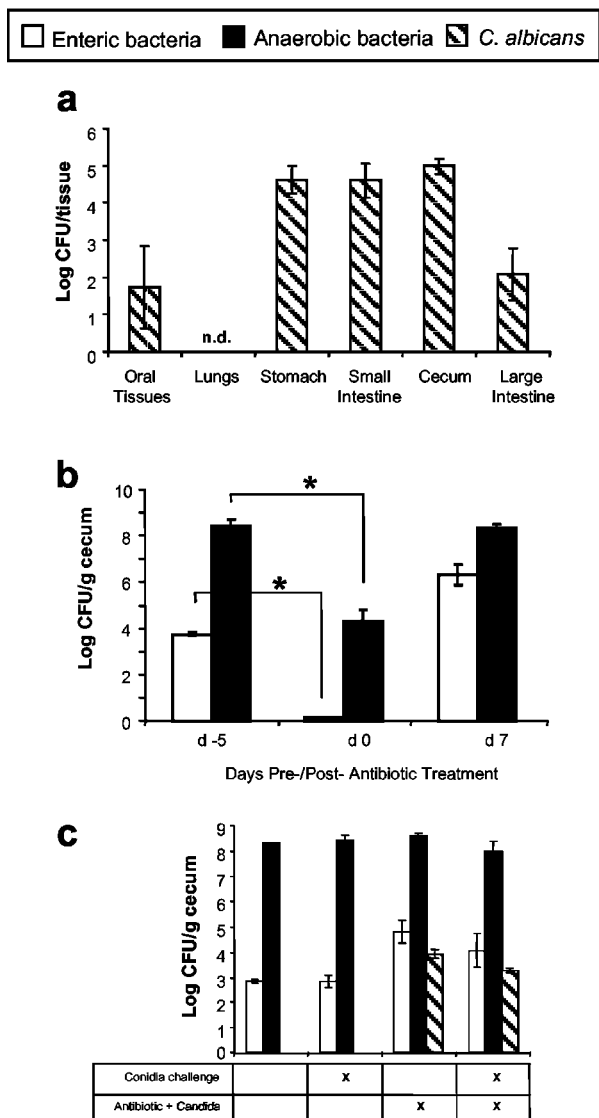 Enteric bacteria Anaerobic bacteria C. albicans
a
Log CFU/tissue
6
5
4
3
2
1
0
n.d.
Oral Tissues Lungs Stomach Small Intestine Cecum Large Intestine
b
Log CFU/g cecum
10
8
6
4
2
0
*
*
d -5 d 0 d 7
Days Pre-/Post- Antibiotic Treatment
c
Log CFU/g cecum
9
8
7
6
5
4
3
2
1
0
Conidia challenge x x
Antibiotic + Candida x x